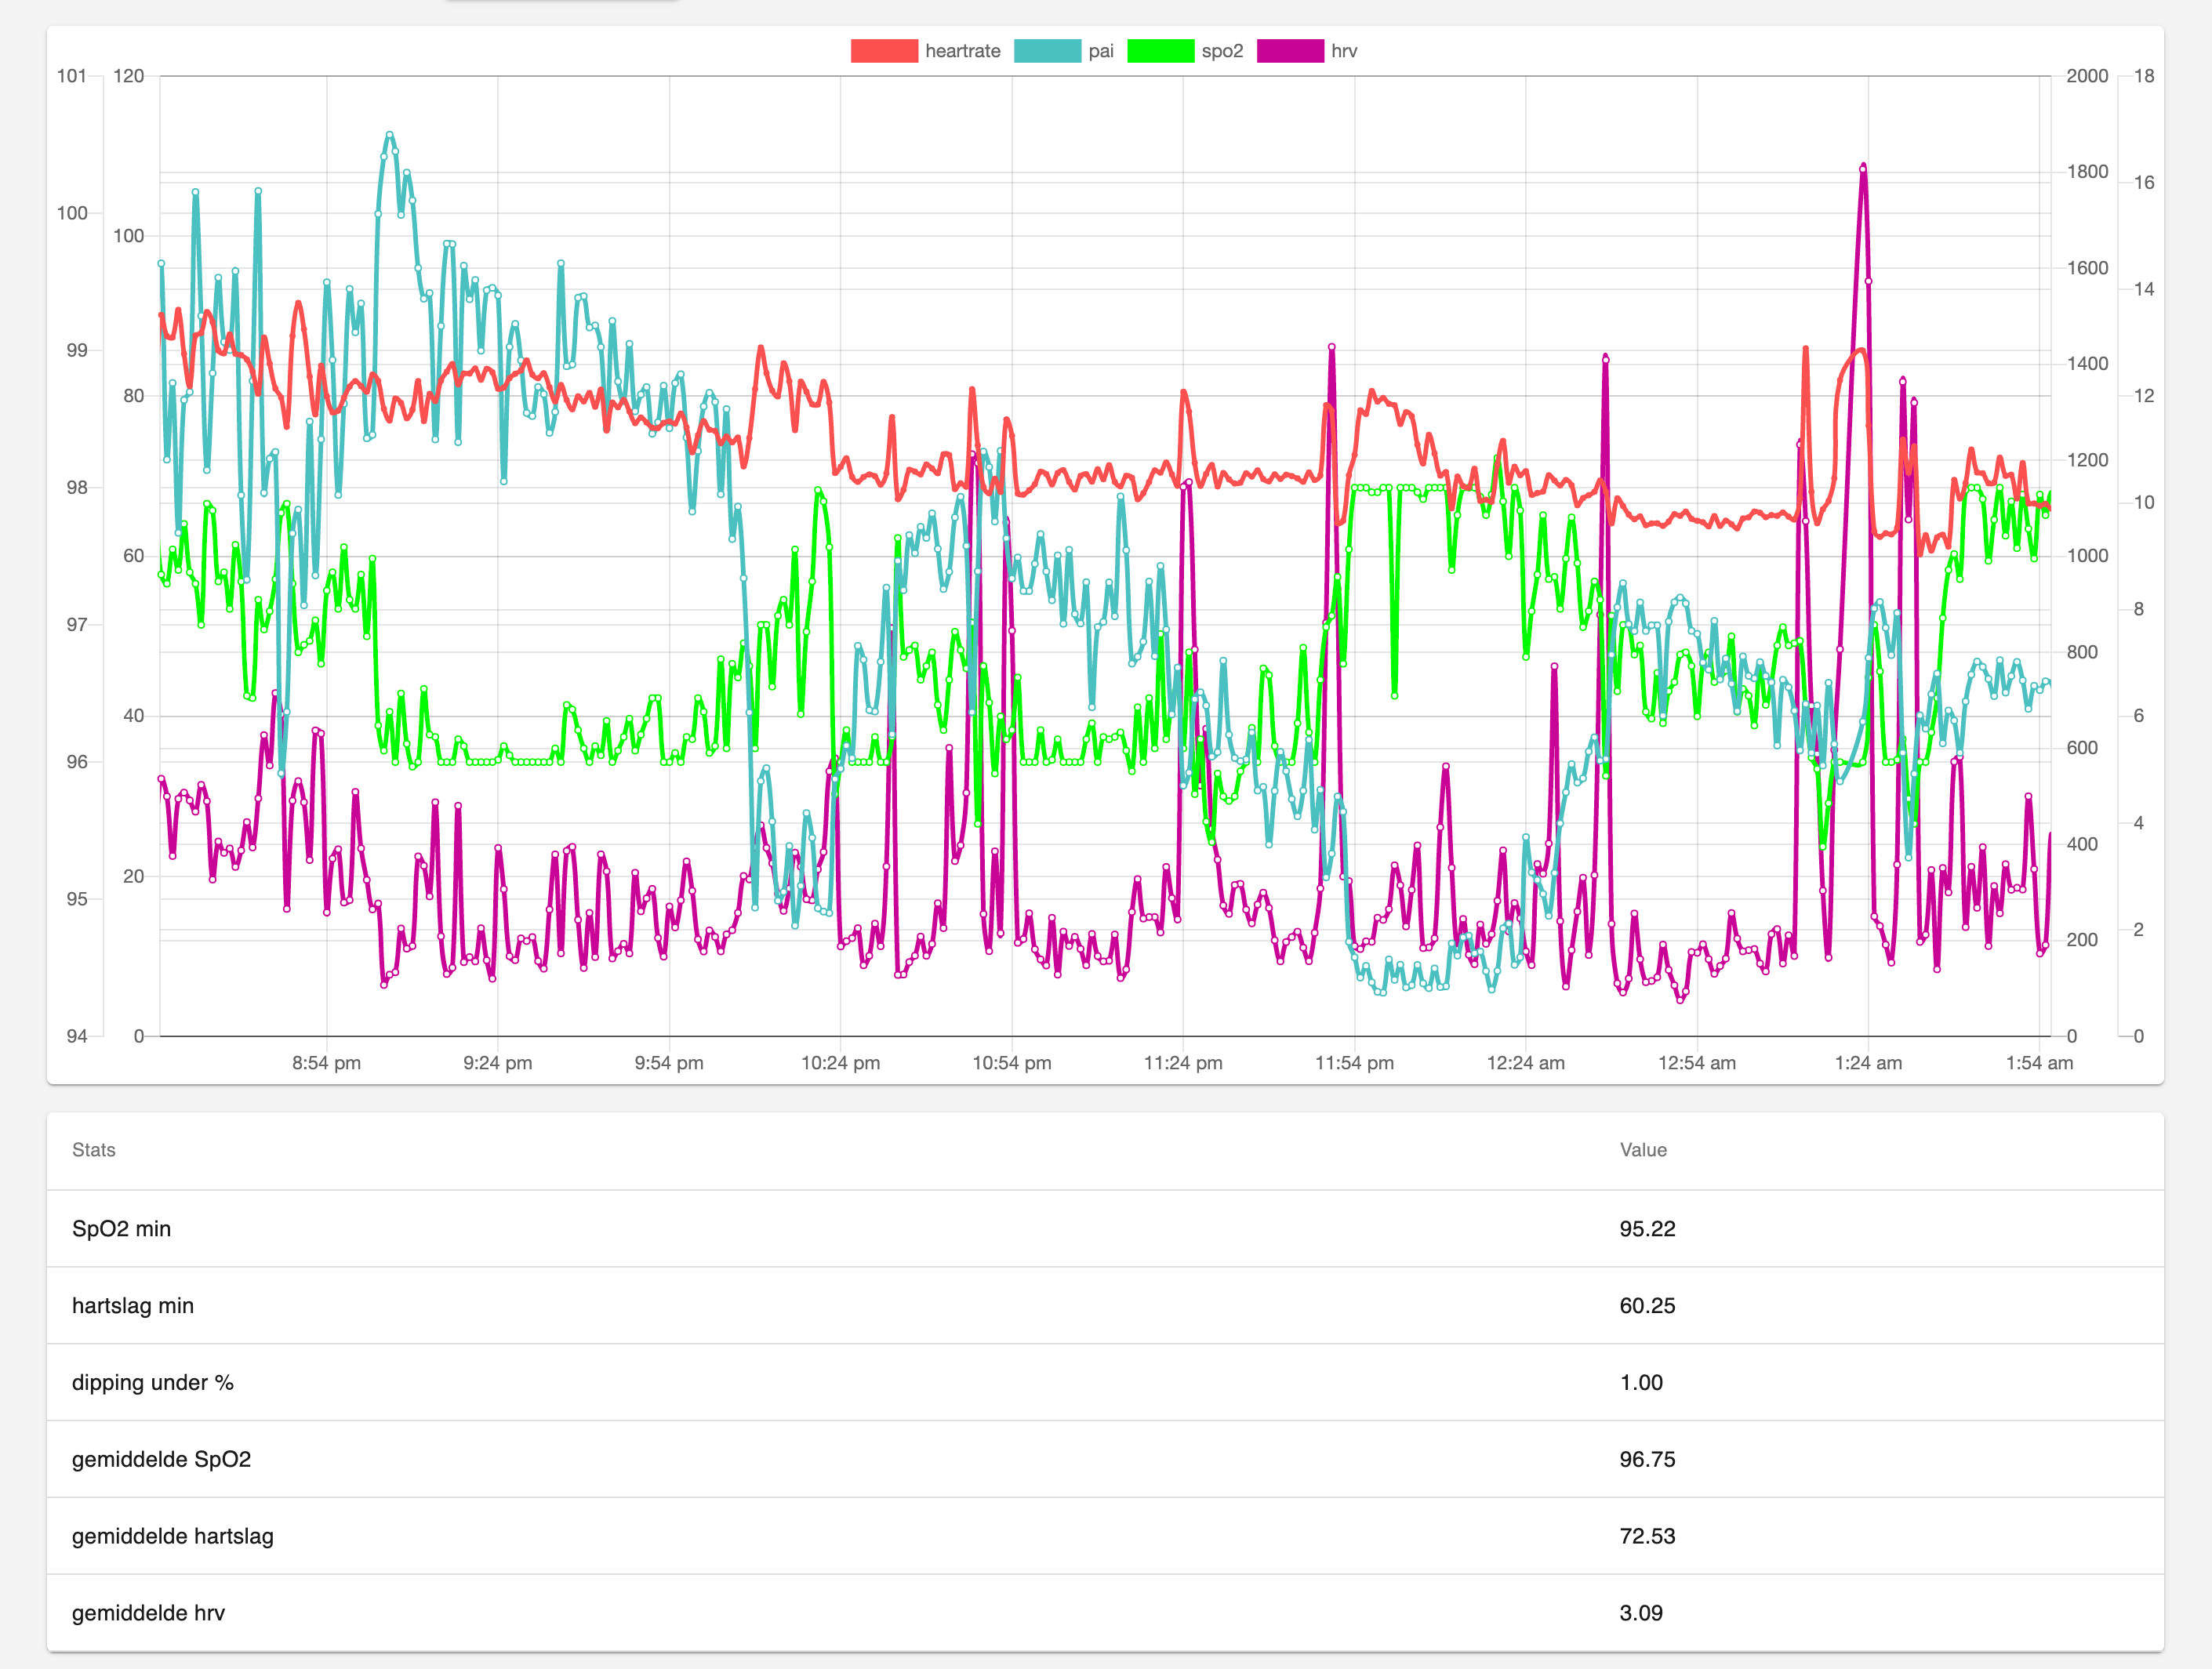 heartrate pai spo2 hrv
101 120 2000 18
1800
16
100
100
1600
14
99
1400
80 12
1200
98
10
60 1000
97 8
800
40 6
96 600
4
400
20
95
2
200
94 0 0 0
8:54 pm 9:24 pm 9:54 pm 10:24 pm 10:54 pm 11:24 pm 11:54 pm 12:24 am 12:54 am 1:24 am 1:54 am
Stats Value
SpO2 min 95.22
hartslag min 60.25
dipping under % 1.00
gemiddelde SpO2 96.75
gemiddelde hartslag 72.53
gemiddelde hrv 3.09